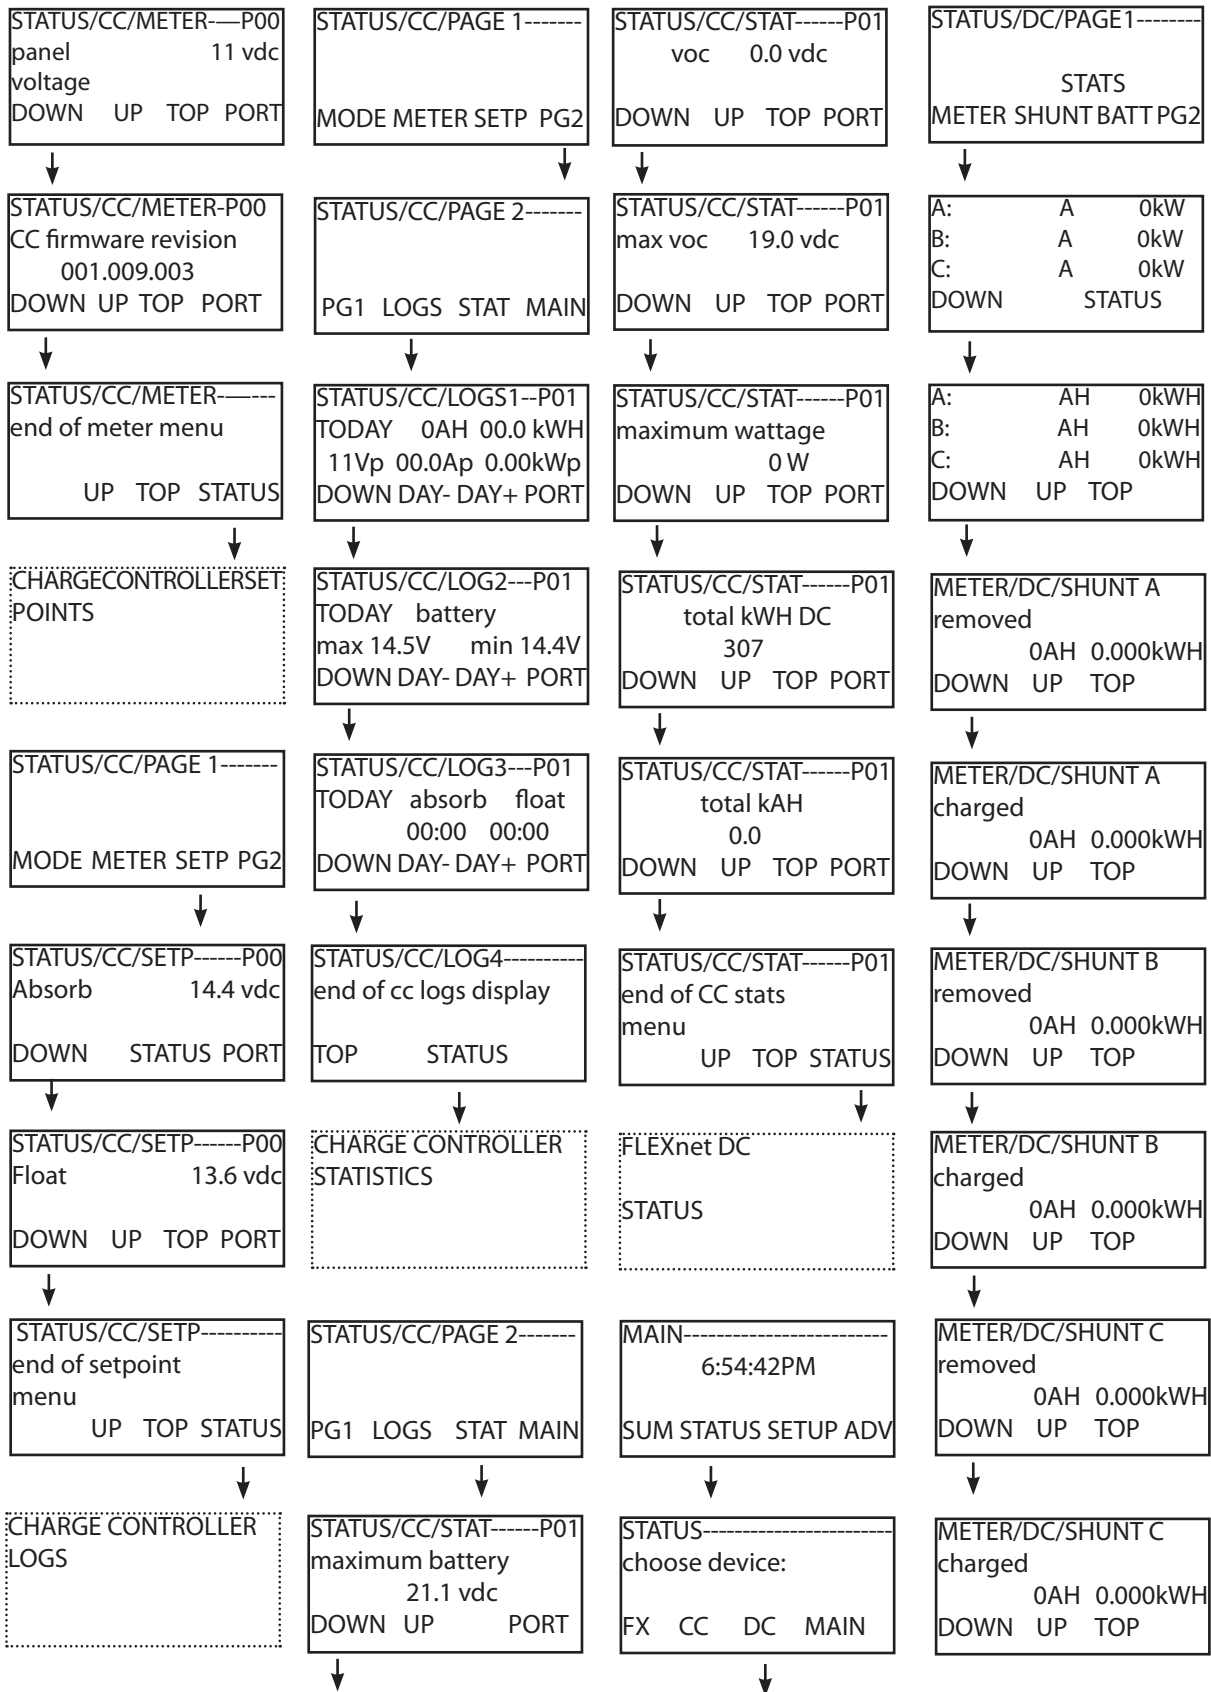 STATUS/CC/METER-—P00
panel 11 vdc
voltage
DOWN UP TOP PORT
STATUS/CC/METER-P00
CC firmware revision
001.009.003
DOWN UP TOP PORT
STATUS/CC/METER-—---
end of meter menu
UP TOP STATUS
CHARGECONTROLLERSET
POINTS
STATUS/CC/PAGE 1-------
MODE METER SETP PG2
STATUS/CC/SETP------P00
Absorb 14.4 vdc
DOWN STATUS PORT
STATUS/CC/SETP------P00
Float 13.6 vdc
DOWN UP TOP PORT
STATUS/CC/SETP----------
end of setpoint
menu
UP TOP STATUS
CHARGE CONTROLLER
LOGS
STATUS/CC/PAGE 1-------
MODE METER SETP PG2
STATUS/CC/PAGE 2-------
PG1 LOGS STAT MAIN
STATUS/CC/LOGS1--P01
TODAY 0AH 00.0 kWH
11Vp 00.0Ap 0.00kWp
DOWN DAY- DAY+ PORT
STATUS/CC/LOG2---P01
TODAY battery
max 14.5V min 14.4V
DOWN DAY- DAY+ PORT
STATUS/CC/LOG3---P01
TODAY absorb float
00:00 00:00
DOWN DAY- DAY+ PORT
STATUS/CC/LOG4----------
end of cc logs display
TOP STATUS
CHARGE CONTROLLER
STATISTICS
STATUS/CC/PAGE 2-------
PG1 LOGS STAT MAIN
STATUS/CC/STAT------P01
maximum battery
21.1 vdc
DOWN UP PORT
STATUS/CC/STAT------P01
voc 0.0 vdc
DOWN UP TOP PORT
STATUS/CC/STAT------P01
max voc 19.0 vdc
DOWN UP TOP PORT
STATUS/CC/STAT------P01
maximum wattage
0 W
DOWN UP TOP PORT
STATUS/CC/STAT------P01
total kWH DC
307
DOWN UP TOP PORT
STATUS/CC/STAT------P01
total kAH
0.0
DOWN UP TOP PORT
STATUS/CC/STAT------P01
end of CC stats
menu
UP TOP STATUS
FLEXnet DC
STATUS
MAIN--------------------------
6:54:42PM
SUM STATUS SETUP ADV
STATUS------------------------
choose device:
FX CC DC MAIN
STATUS/DC/PAGE1--------
STATS
METER SHUNT BATT PG2
A: A 0kW
B: A 0kW
C: A 0kW
DOWN STATUS
A: AH 0kWH
B: AH 0kWH
C: AH 0kWH
DOWN UP TOP
METER/DC/SHUNT A
removed
0AH 0.000kWH
DOWN UP TOP
METER/DC/SHUNT A
charged
0AH 0.000kWH
DOWN UP TOP
METER/DC/SHUNT B
removed
0AH 0.000kWH
DOWN UP TOP
METER/DC/SHUNT B
charged
0AH 0.000kWH
DOWN UP TOP
METER/DC/SHUNT C
removed
0AH 0.000kWH
DOWN UP TOP
METER/DC/SHUNT C
charged
0AH 0.000kWH
DOWN UP TOP